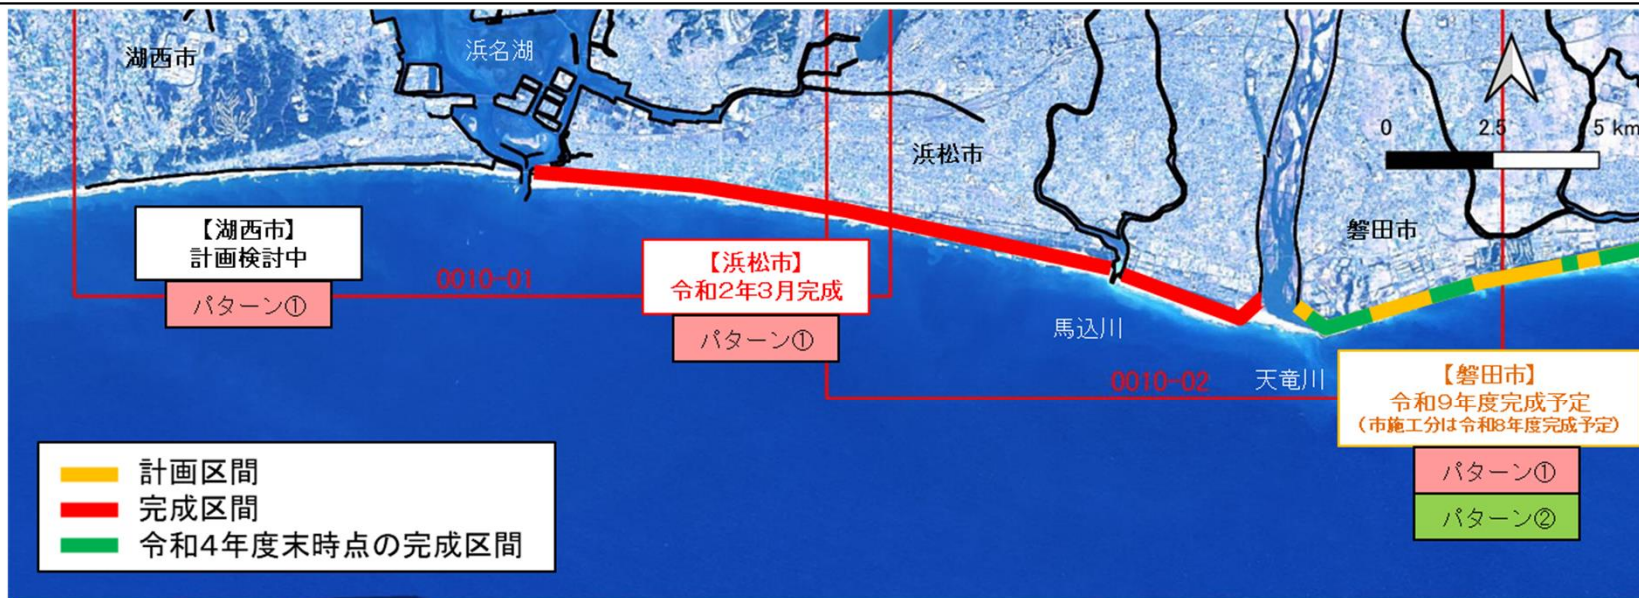 湖西市
浜名湖
浜松市
磐田市
0 2.5 5 km
【湖西市】
計画検討中
パターン①
0010-01
【浜松市】
令和2年3月完成
パターン①
馬込川
0010-02
天竜川
【磐田市】
令和9年度完成予定
(市施工分は令和8年度完成予定)
パターン①
パターン②
計画区間
完成区間
令和4年度末時点の完成区間